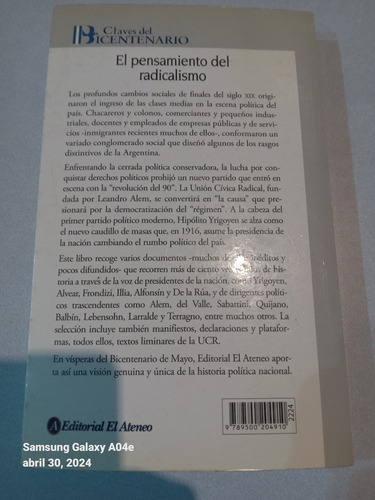 Claves del
BICENTENARIO
El pensamiento del
radicalismo
Los profundos cambios sociales de finales del siglo XIX origi-
naron el ingreso de las clases medias en la escena política del
país. Chacareros y colonos, comerciantes y pequeños indus-
triales, docentes y empleados de empresas públicas y de servi-
cios -inmigrantes recientes muchos de ellos-, conformaron un
variado conglomerado social que diseñó algunos de los rasgos
distintivos de la Argentina.
Enfrentando la cerrada política conservadora, la lucha por con-
quistar derechos políticos prohijó un nuevo partido que entró en
escena con la "revolución del 90". La Unión Cívica Radical, fun-
dada por Leandro Alem, se convertirá en "la causa" que pre-
sionará por la democratización del "régimen". A la cabeza del
primer partido político moderno, Hipólito Yrigoyen se alza como
el nuevo caudillo de masas que, en 1916, asume la presidencia
de la nación cambiando el rumbo político del país.
Este libro recoge varios documentos -muchos de inéditos y
pocos difundidos- que recorren más de ciento de his-
toria a través de la voz de presidentes de la nación, como Yrigoyen,
Alvear, Frondizi, Illia, Alfonsín y De la Rúa, y de dirigentes políti-
cos trascendentes como Alem, del Valle, Sabattini, Quijano,
Balbín, Lebensohn, Larralde y Terragno, entre muchos otros. La
selección incluye también manifiestos, declaraciones y platafor-
mas, todos ellos, textos liminares de la UCR.
En vísperas del Bicentenario de Mayo, Editorial El Ateneo apor-
ta así una visión genuina y única de la historia política nacional.
A Editorial El Ateneo
9 789500 204910
2224
Samsung Galaxy A04e
abril 30, 2024